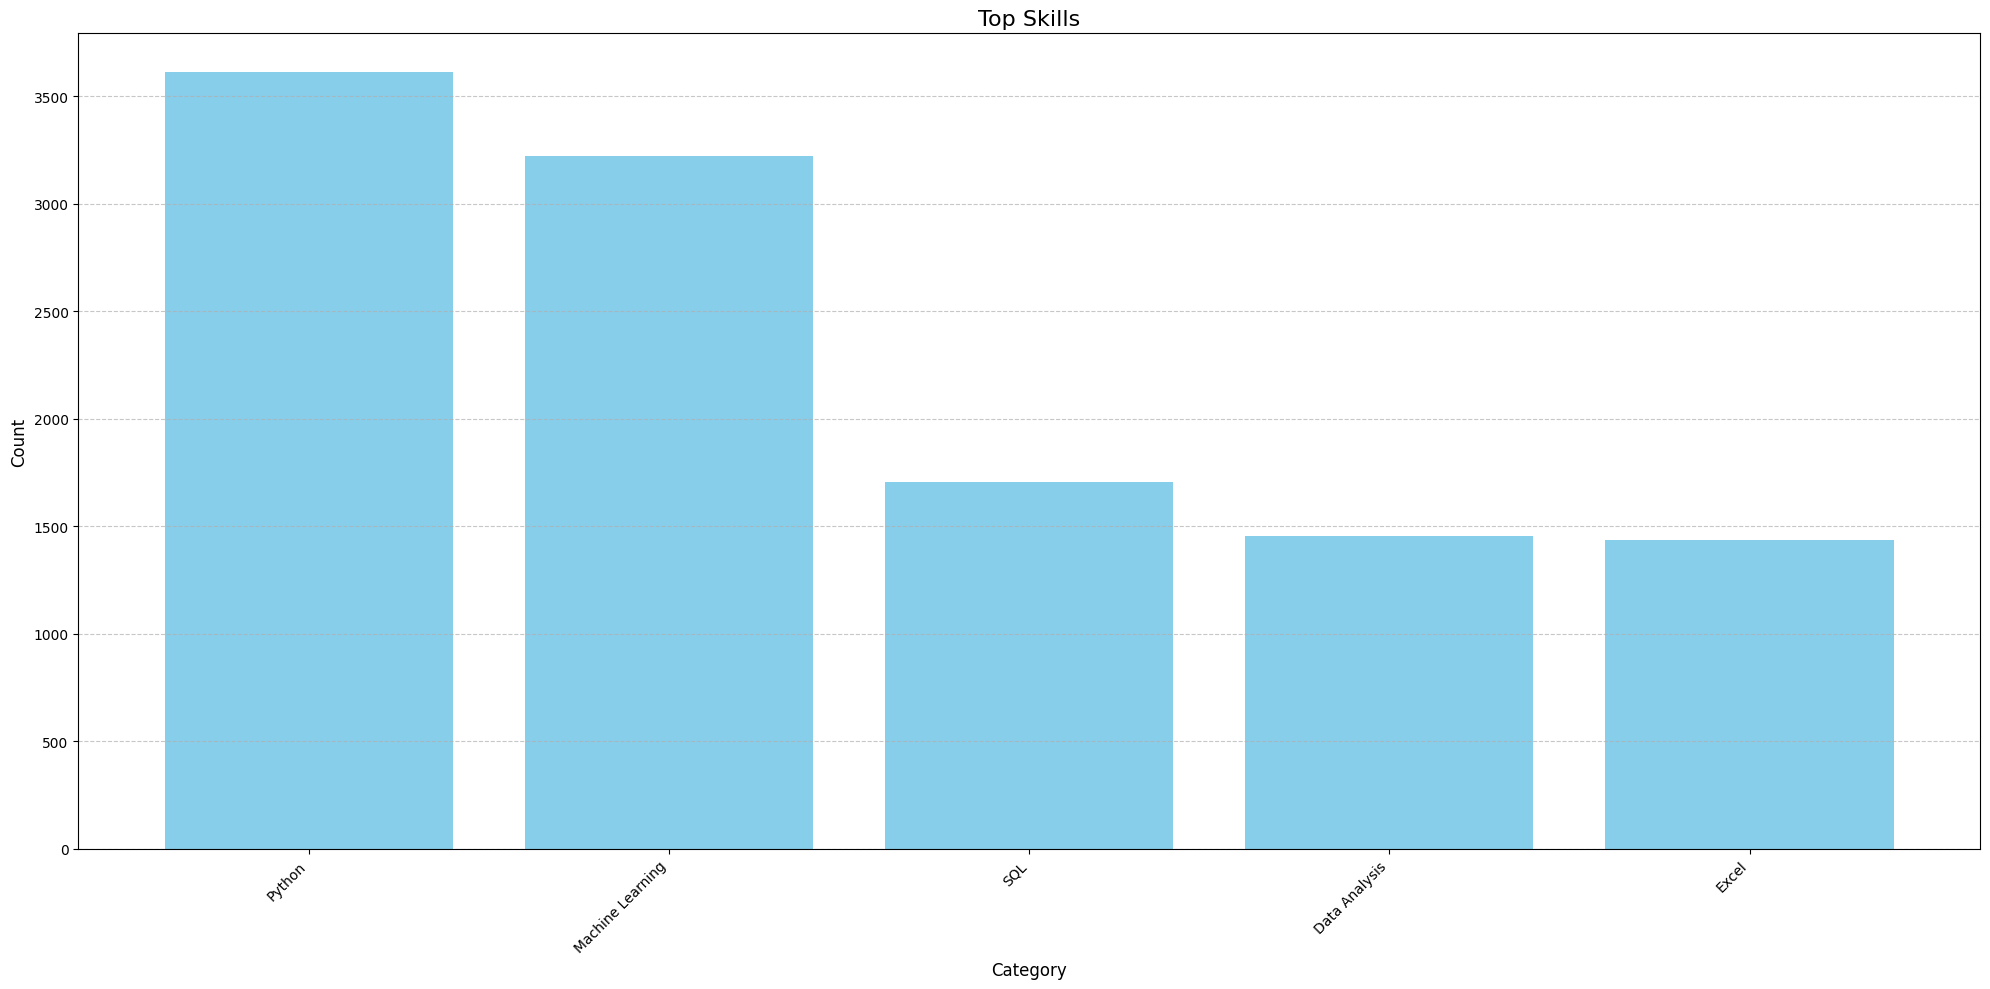 Top Skills
3500
3000
2500
2000
1500
1000
500
0
Count
Python
Machine Learning
SQL
Data Analysis
Excel
Category